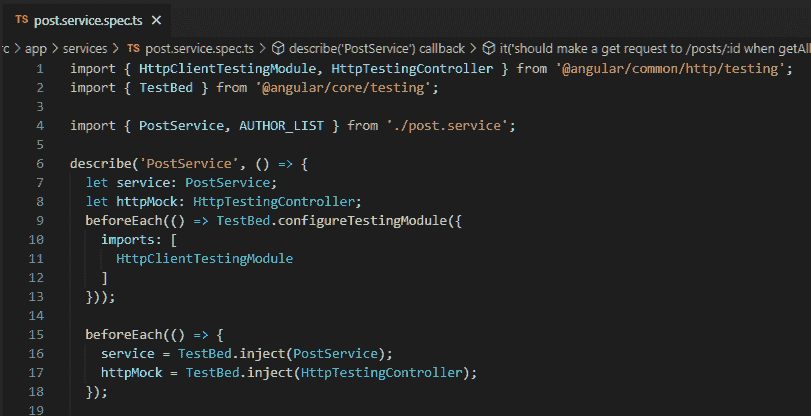 TS post.service.spec.ts ×
rc > app > services > TS post.service.spec.ts > describe('PostService') callback > it('should make a get request to /posts/:id when getAll
1 import { HttpClientTestingModule, HttpTestingController } from '@angular/common/http/testing';
2 import { TestBed } from '@angular/core/testing';
3
4 import { PostService, AUTHOR_LIST } from './post.service';
5
6 describe('PostService', () => {
7   let service: PostService;
8   let httpMock: HttpTestingController;
9   beforeEach(() => TestBed.configureTestingModule({
10     imports: [
11       HttpClientTestingModule
12     ]
13   }));
14
15   beforeEach(() => {
16     service = TestBed.inject(PostService);
17     httpMock = TestBed.inject(HttpTestingController);
18   });
19